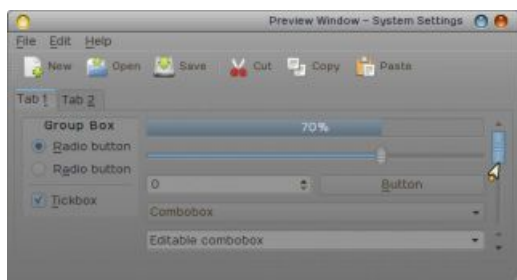 Preview Window – System Settings
File Edit Help
New Open Save Cut Copy Paste
Tab 1 Tab 2
Group Box
70%
Radio button
Radio button
0 Button
Tickbox
Combobox
Editable combobox